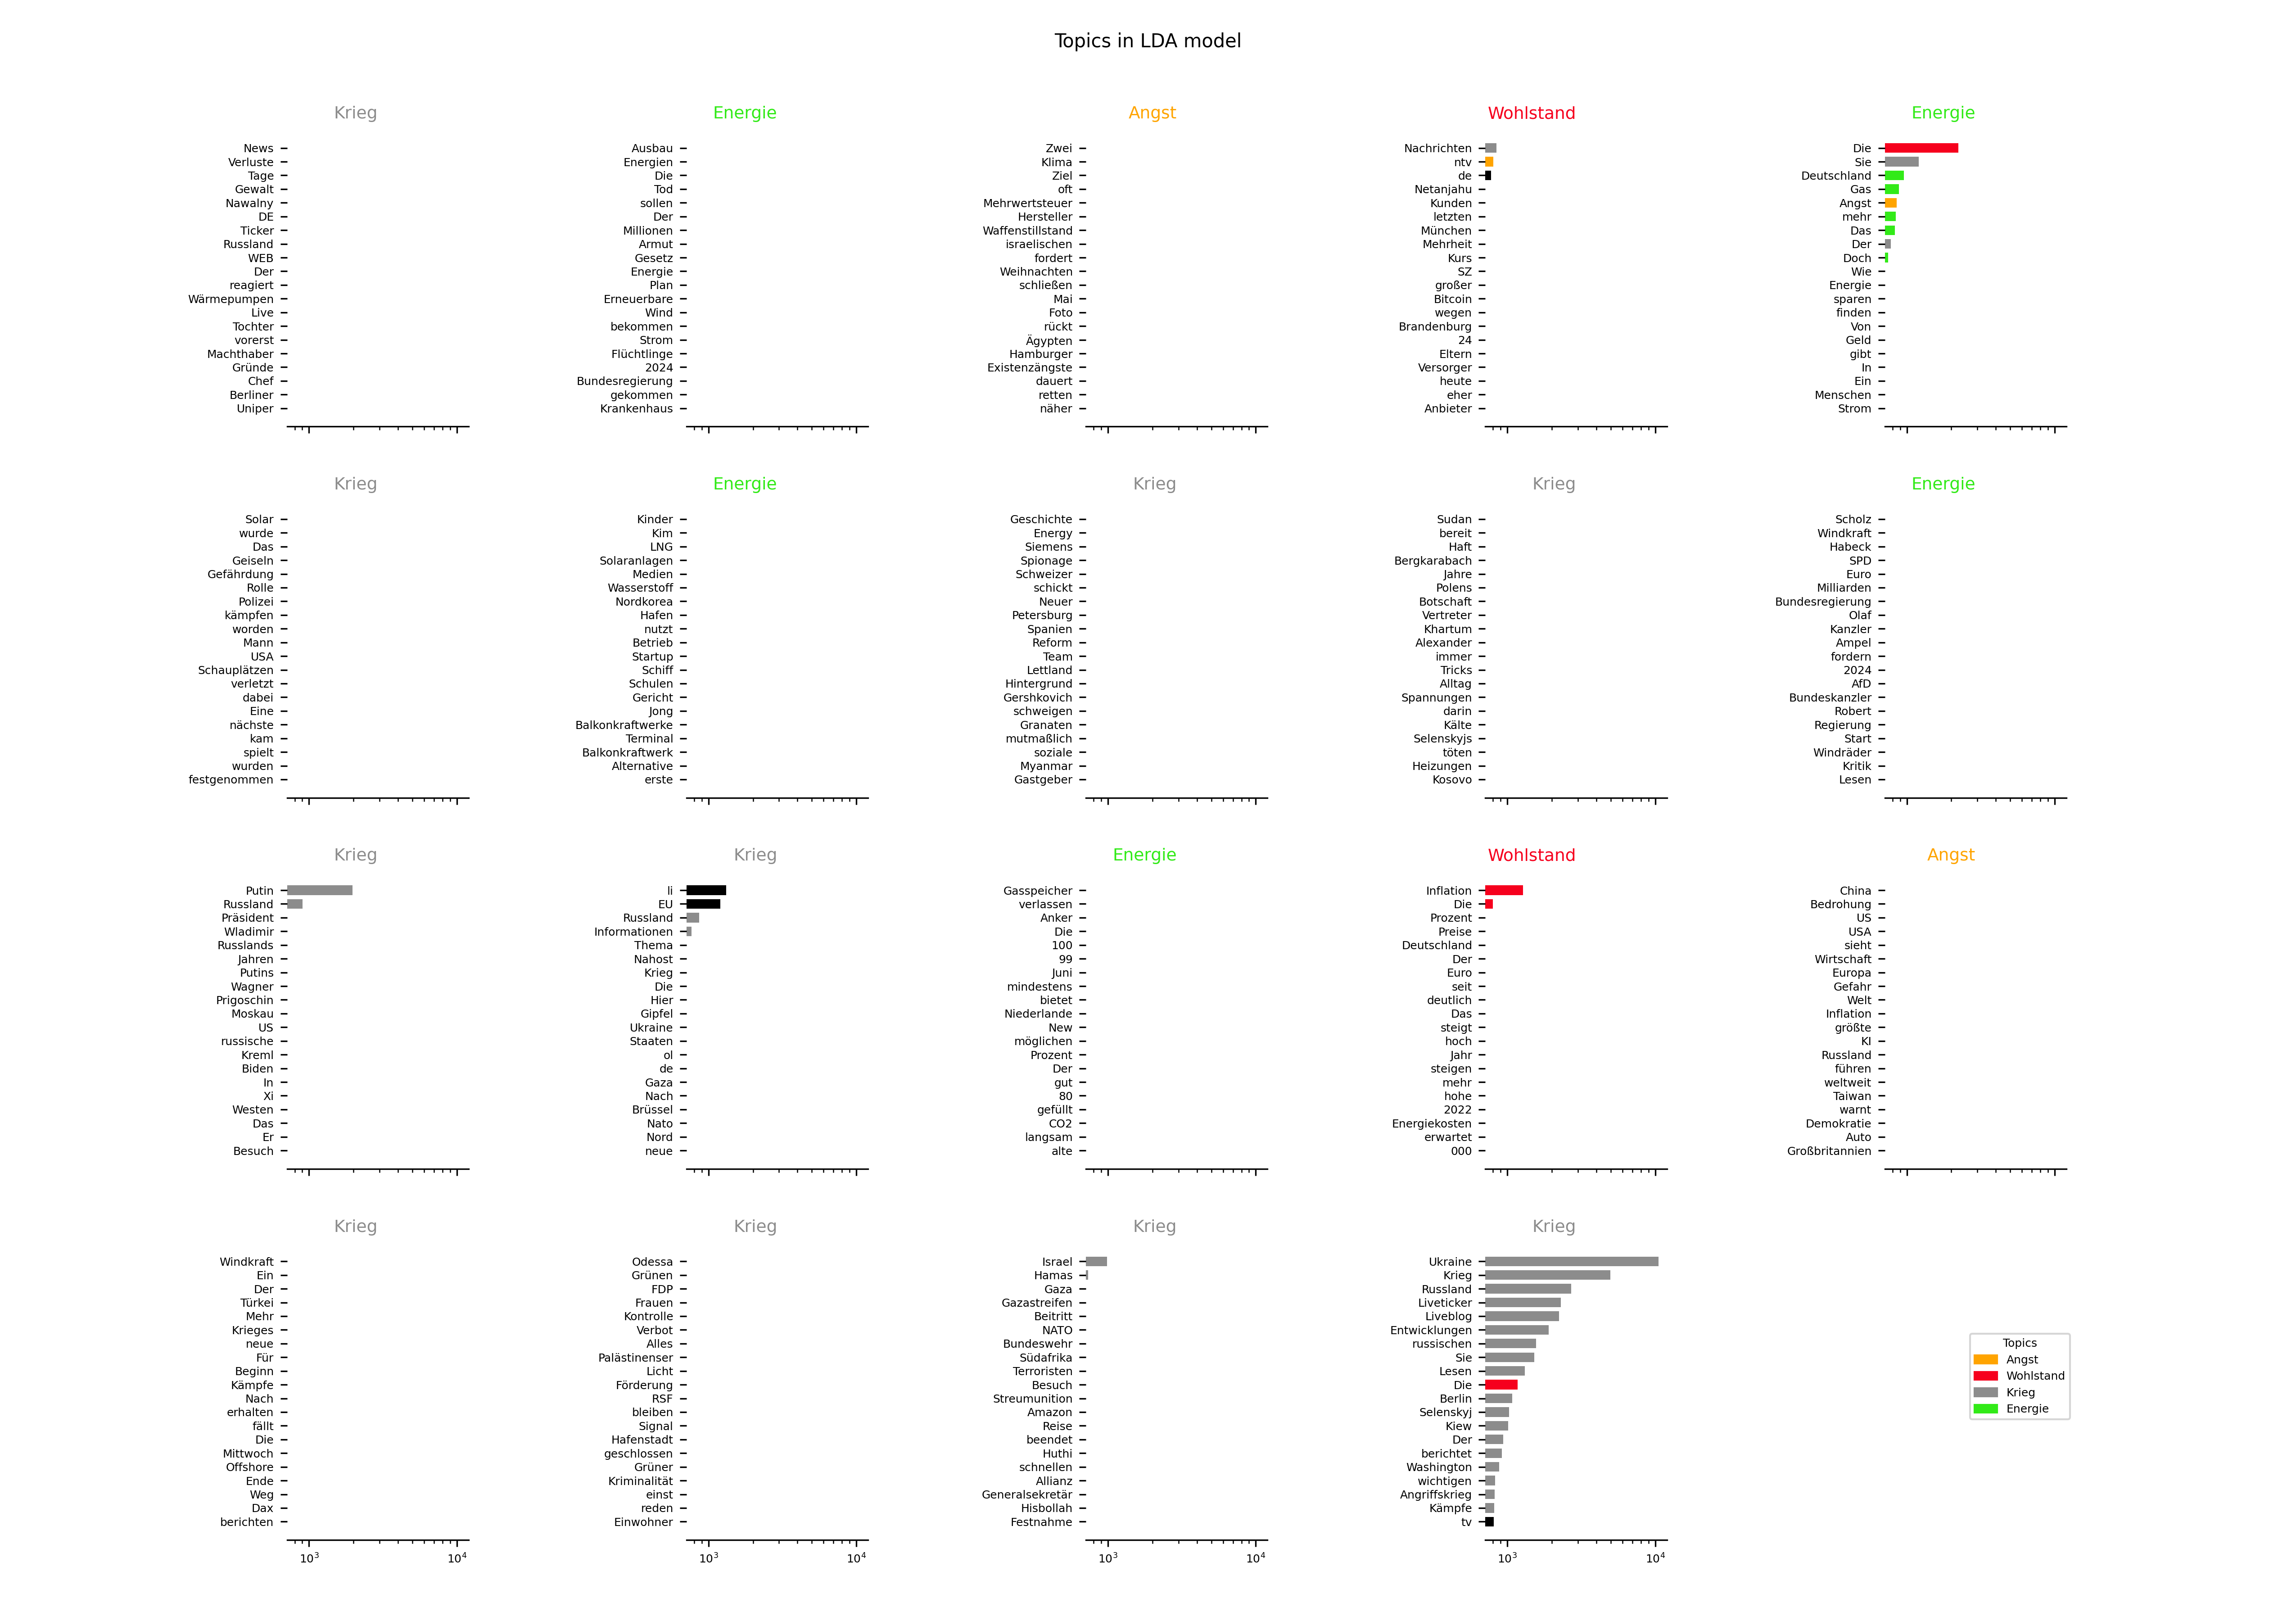 Topics in LDA model
Krieg
News
Verluste
Tage
Gewalt
Nawalny
DE
Ticker
Russland
WEB
Der
reagiert
Wärmepumpen
Live
Tochter
vorerst
Machthaber
Gründe
Chef
Berliner
Uniper
Energie
Ausbau
Energien
Die
Tod
sollen
Der
Millionen
Armut
Gesetz
Energie
Plan
Erneuerbare
Wind
bekommen
Strom
Flüchtlinge
2024
Bundesregierung
gekommen
Krankenhaus
Angst
Zwei
Klima
Ziel
oft
Mehrwertsteuer
Hersteller
Waffenstillstand
israelischen
fordert
Weihnachten
schließen
Mai
Foto
rückt
Ägypten
Hamburger
Existenzängste
dauert
retten
näher
Wohlstand
Nachrichten
ntv
de
Netanjahu
Kunden
letzten
München
Mehrheit
Kurs
SZ
großer
Bitcoin
wegen
Brandenburg
24
Eltern
Versorger
heute
eher
Anbieter
Energie
Die
Sie
Deutschland
Gas
Angst
mehr
Das
Der
Doch
Wie
Energie
sparen
finden
Von
Geld
gibt
In
Ein
Menschen
Strom
Krieg
Solar
wurde
Das
Geiseln
Gefährdung
Rolle
Polizei
kämpfen
worden
Mann
USA
Schauplätzen
verletzt
dabei
Eine
nächste
kam
spielt
wurden
festgenommen
Energie
Kinder
Kim
LNG
Solaranlagen
Medien
Wasserstoff
Nordkorea
Hafen
nutzt
Betrieb
Startup
Schiff
Schulen
Gericht
Jong
Balkonkraftwerke
Terminal
Balkonkraftwerk
Alternative
erste
Krieg
Geschichte
Energy
Siemens
Spionage
Schweizer
schickt
Neuer
Petersburg
Spanien
Reform
Team
Lettland
Hintergrund
Gershkovich
schweigen
Granaten
mutmaßlich
soziale
Myanmar
Gastgeber
Krieg
Sudan
bereit
Haft
Bergkarabach
Jahre
Polens
Botschaft
Vertreter
Khartum
Alexander
immer
Tricks
Alltag
Spannungen
darin
Kälte
Selenskyjs
töten
Heizungen
Kosovo
Energie
Scholz
Windkraft
Habeck
SPD
Euro
Milliarden
Bundesregierung
Olaf
Kanzler
Ampel
fordern
2024
AfD
Bundeskanzler
Robert
Regierung
Start
Windräder
Kritik
Lesen
Krieg
Putin
Russland
Präsident
Wladimir
Russlands
Jahren
Putins
Wagner
Prigoschin
Moskau
US
russische
Kreml
Biden
In
Xi
Westen
Das
Er
Besuch
Krieg
li
EU
Russland
Informationen
Thema
Nahost
Krieg
Die
Hier
Gipfel
Ukraine
Staaten
ol
de
Gaza
Nach
Brüssel
Nato
Nord
neue
Energie
Gasspeicher
verlassen
Anker
Die
100
99
Juni
mindestens
bietet
Niederlande
New
möglichen
Prozent
Der
gut
80
gefüllt
CO2
langsam
alte
Wohlstand
Inflation
Die
Prozent
Preise
Deutschland
Der
Euro
seit
deutlich
Das
steigt
hoch
Jahr
steigen
mehr
hohe
2022
Energiekosten
erwartet
000
Angst
China
Bedrohung
US
USA
sieht
Wirtschaft
Europa
Gefahr
Welt
Inflation
größte
KI
Russland
führen
weltweit
Taiwan
warnt
Demokratie
Auto
Großbritannien
Krieg
Windkraft
Ein
Der
Türkei
Mehr
Krieges
neue
Für
Beginn
Kämpfe
Nach
erhalten
fällt
Die
Mittwoch
Offshore
Ende
Weg
Dax
berichten
10³
10⁴
Krieg
Odessa
Grünen
FDP
Frauen
Kontrolle
Verbot
Alles
Palästinenser
Licht
Förderung
RSF
bleiben
Signal
Hafenstadt
geschlossen
Grüner
Kriminalität
einst
reden
Einwohner
10³
10⁴
Krieg
Israel
Hamas
Gaza
Gazastreifen
Beitritt
NATO
Bundeswehr
Südafrika
Terroristen
Besuch
Streumunition
Amazon
Reise
beendet
Huthi
schnellen
Allianz
Generalsekretär
Hisbollah
Festnahme
10³
10⁴
Krieg
Ukraine
Krieg
Russland
Liveticker
Liveblog
Entwicklungen
russischen
Sie
Lesen
Die
Berlin
Selenskyj
Kiew
Der
berichtet
Washington
wichtigen
Angriffskrieg
Kämpfe
tv
10³
10⁴
Topics
Angst
Wohlstand
Krieg
Energie